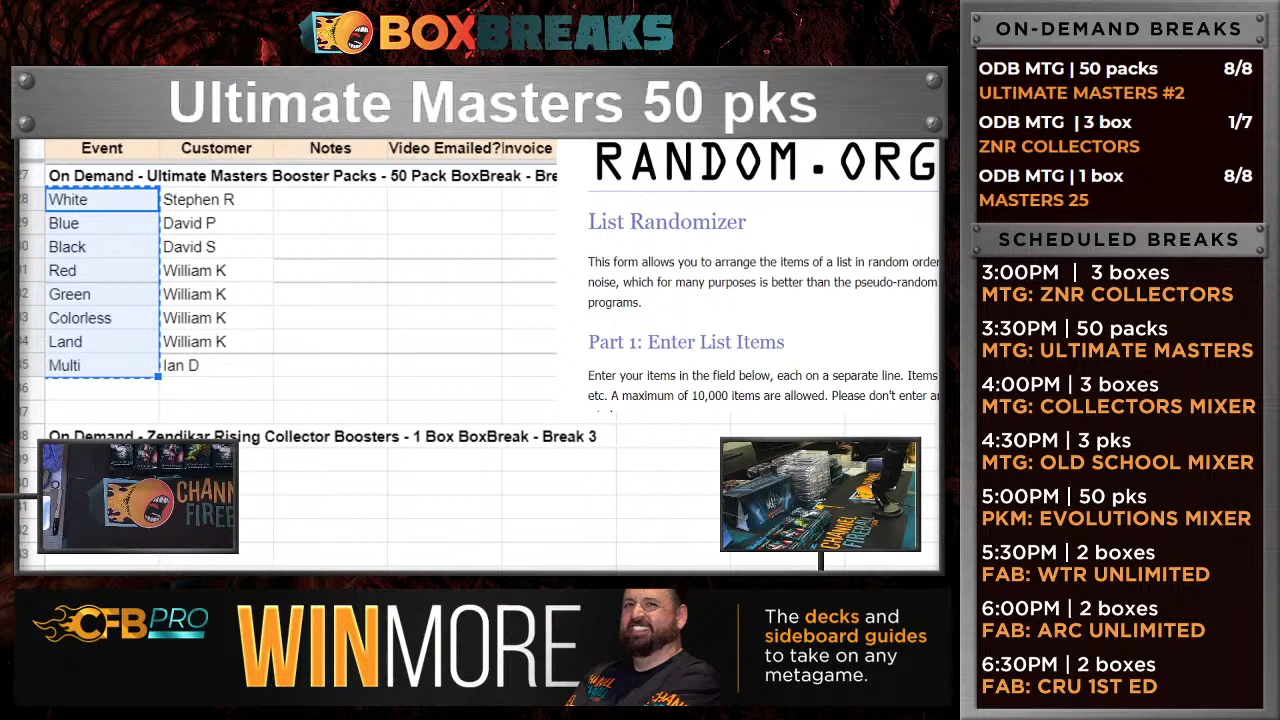 BOXBREAKS
Ultimate Masters 50 pks
Event Customer Notes Video Emailed? Invoice
27 On Demand - Ultimate Masters Booster Packs - 50 Pack BoxBreak - Bre
White Stephen R
Blue David P
Black David S
Red William K
Green William K
Colorless William K
Land William K
Multi Ian D
On Demand - Zendikar Rising Collector Boosters - 1 Box BoxBreak - Break 3
RANDOM.ORG
List Randomizer
This form allows you to arrange the items of a list in random order
noise, which for many purposes is better than the pseudo-random
programs.
Part 1: Enter List Items
Enter your items in the field below, each on a separate line. Items
etc. A maximum of 10,000 items are allowed. Please don't enter
CHANN
FIREB
CHANNEL
FIREBALL
CFBPRO
WINMORE
The decks and
sideboard guides
to take on any
metagame.
ON-DEMAND BREAKS
ODB MTG | 50 packs 8/8
ULTIMATE MASTERS #2
ODB MTG | 3 box 1/7
ZNR COLLECTORS
ODB MTG | 1 box 8/8
MASTERS 25
SCHEDULED BREAKS
3:00PM | 3 boxes
MTG: ZNR COLLECTORS
3:30PM | 50 packs
MTG: ULTIMATE MASTERS
4:00PM | 3 boxes
MTG: COLLECTORS MIXER
4:30PM | 3 pks
MTG: OLD SCHOOL MIXER
5:00PM | 50 pks
PKM: EVOLUTIONS MIXER
5:30PM | 2 boxes
FAB: WTR UNLIMITED
6:00PM | 2 boxes
FAB: ARC UNLIMITED
6:30PM | 2 boxes
FAB: CRU 1ST ED